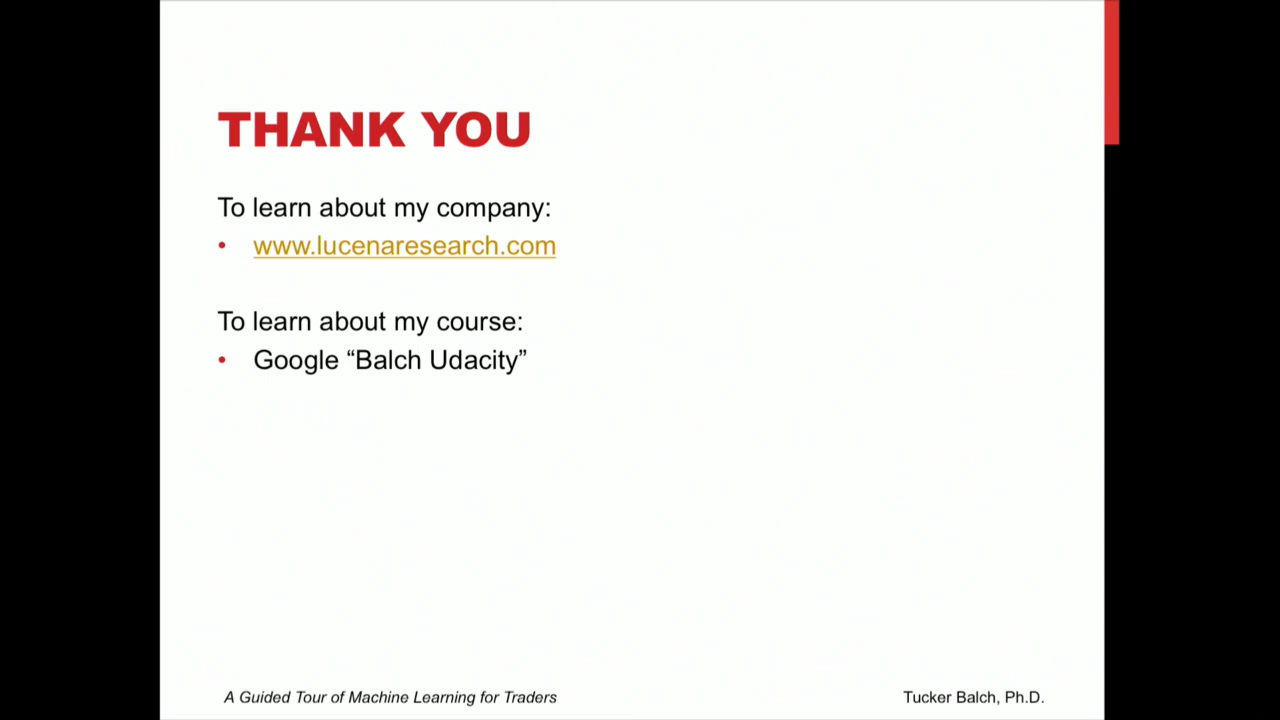 THANK YOU
To learn about my company:
• www.lucenaresearch.com
To learn about my course:
• Google “Balch Udacity”
A Guided Tour of Machine Learning for Traders
Tucker Balch, Ph.D.